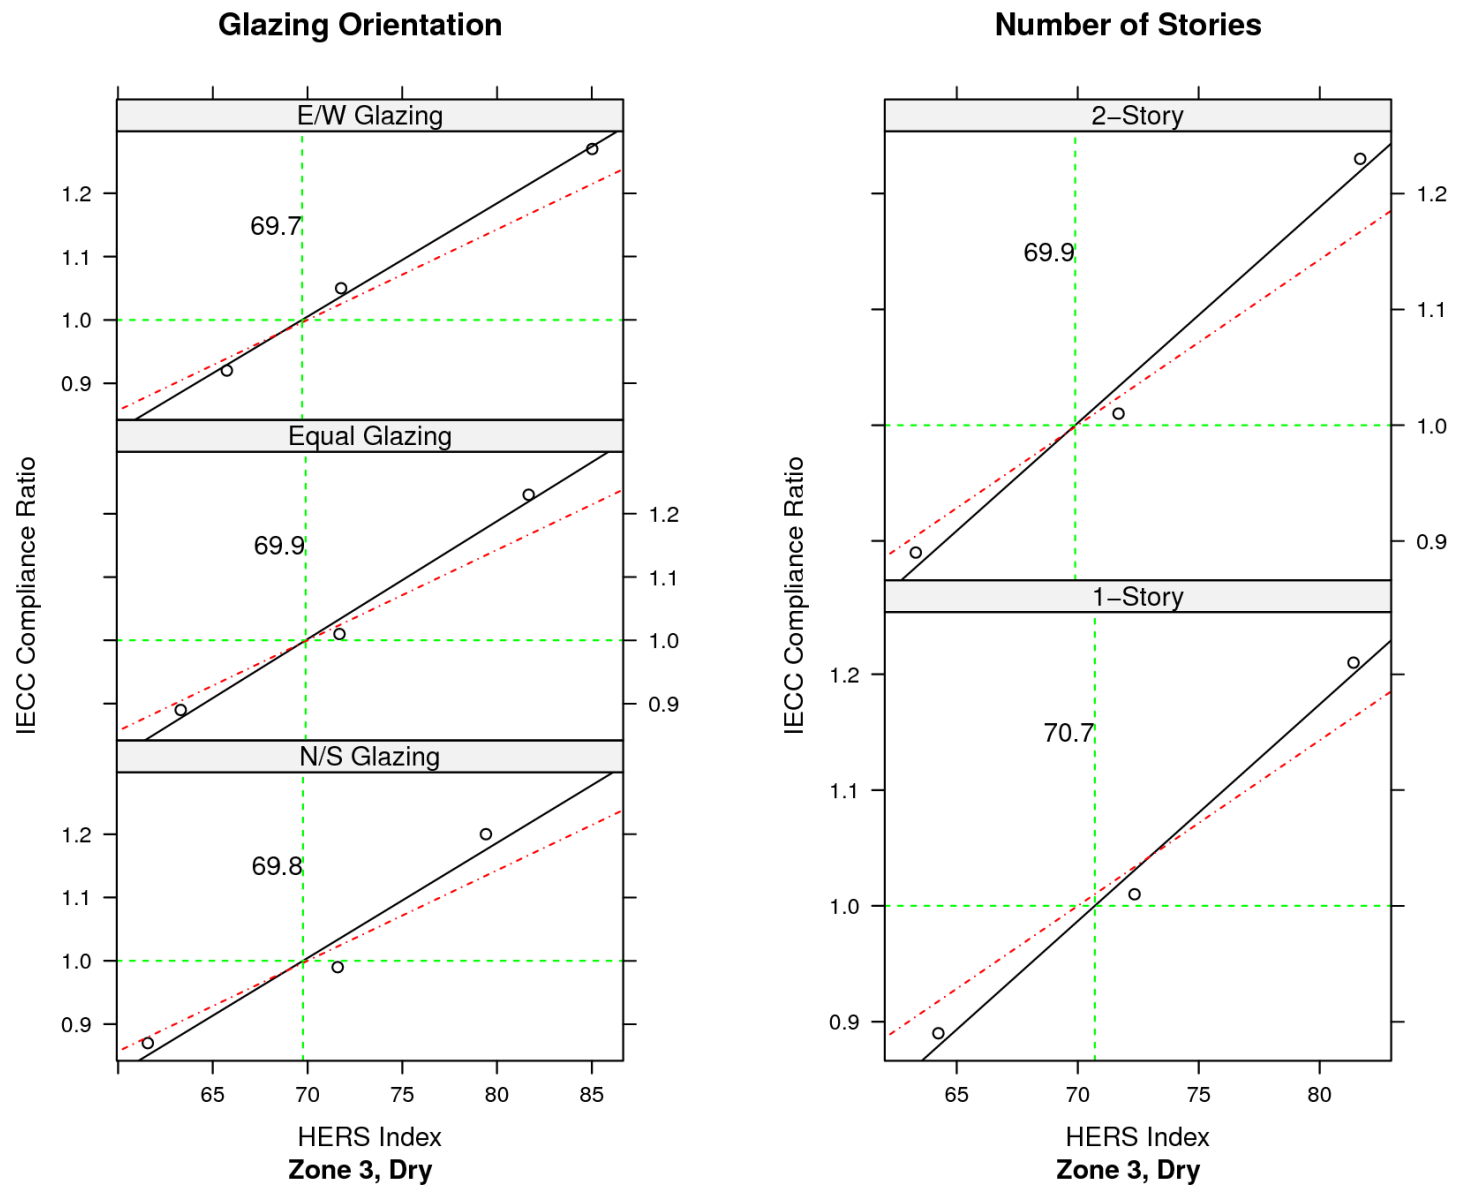 Glazing Orientation
E/W Glazing
1.2
69.7
1.1
1.0
0.9
Equal Glazing
1.2
69.9
1.1
1.0
0.9
N/S Glazing
1.2
69.8
1.1
1.0
0.9
IECC Compliance Ratio
65 70 75 80 85
HERS Index
Zone 3, Dry
Number of Stories
2−Story
1.2
69.9
1.1
1.0
0.9
1−Story
1.2
70.7
1.1
1.0
0.9
IECC Compliance Ratio
65 70 75 80
HERS Index
Zone 3, Dry